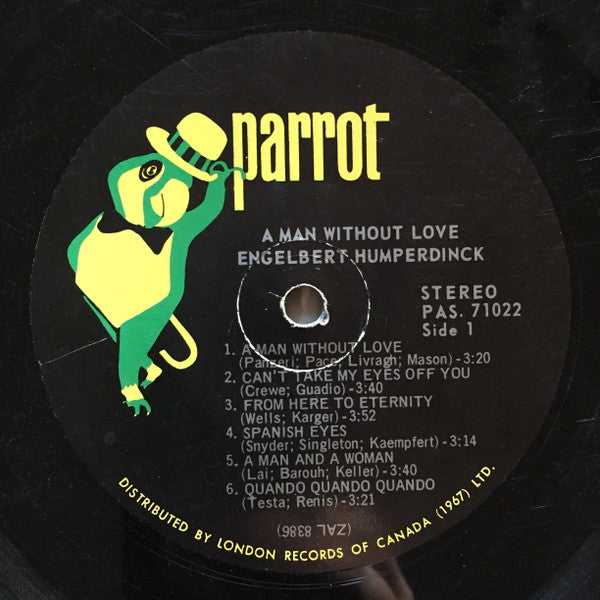 parrot
A MAN WITHOUT LOVE
ENGELBERT HUMPERDINCK
STEREO
PAS. 71022
Side 1
1. A MAN WITHOUT LOVE
(Panzeri; Pace; Livragh; Mason) - 3:20
2. CAN'T TAKE MY EYES OFF YOU
(Crewe; Guadio) - 3:40
3. FROM HERE TO ETERNITY
(Wells; Karger) - 3:52
4. SPANISH EYES
(Snyder; Singleton; Kaempfert) - 3:14
5. A MAN AND A WOMAN
(Lai; Barouh; Keller) - 3:40
6. QUANDO QUANDO QUANDO
(Testa; Renis) - 3:21
(ZAL 8386)
DISTRIBUTED BY LONDON RECORDS OF CANADA (1967) LTD.